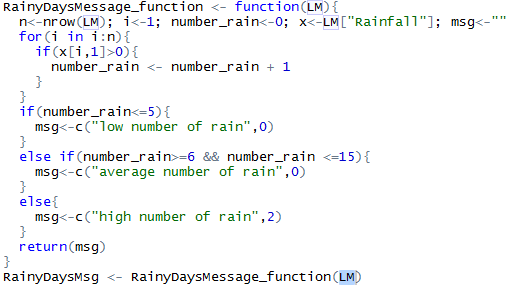 RainyDaysMessage_function <- function(LM){
  n<-nrow(LM); i<-1; number_rain<-0; x<-LM["Rainfall"]; msg<-""
  for(i in i:n){
    if(x[i,1]>0){
      number_rain <- number_rain + 1
    }
  }
  if(number_rain<=5){
    msg<-c("low number of rain",0)
  }
  else if(number_rain>=6 && number_rain <=15){
    msg<-c("average number of rain",0)
  }
  else{
    msg<-c("high number of rain",2)
  }
  return(msg)
}
RainyDaysMsg <- RainyDaysMessage_function(LM)